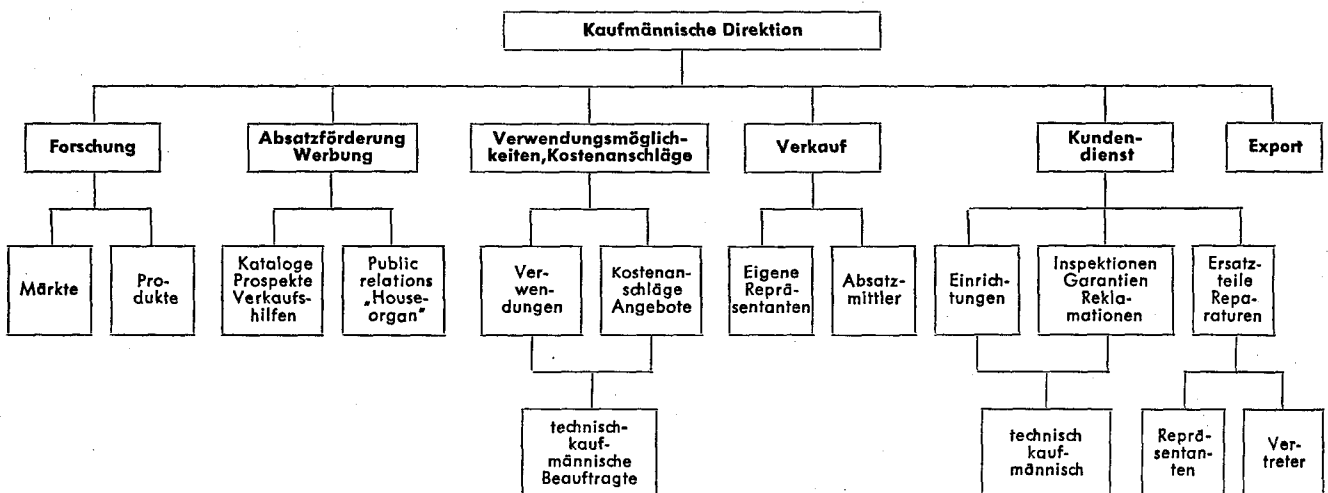 Kaufmännische Direktion
Forschung
Absatzförderung
Werbung
Verwendungsmöglich-
keiten,Kostenanschläge
Verkauf
Kunden-
dienst
Export
Märkte
Pro-
dukte
Kataloge
Prospekte
Verkaufs-
hilfen
Public
relations
„House-
organ"
Ver-
wen-
dungen
Kostenan-
schläge
Angebote
Eigene
Reprä-
sentanten
Absatz-
mittler
Einrich-
tungen
Inspektionen
Garantien
Rekla-
mationen
Ersatz-
teile
Repa-
raturen
technisch-
kauf-
männische
Beauftragte
technisch
kauf-
männisch
Reprä-
sentan-
ten
Ver-
treter